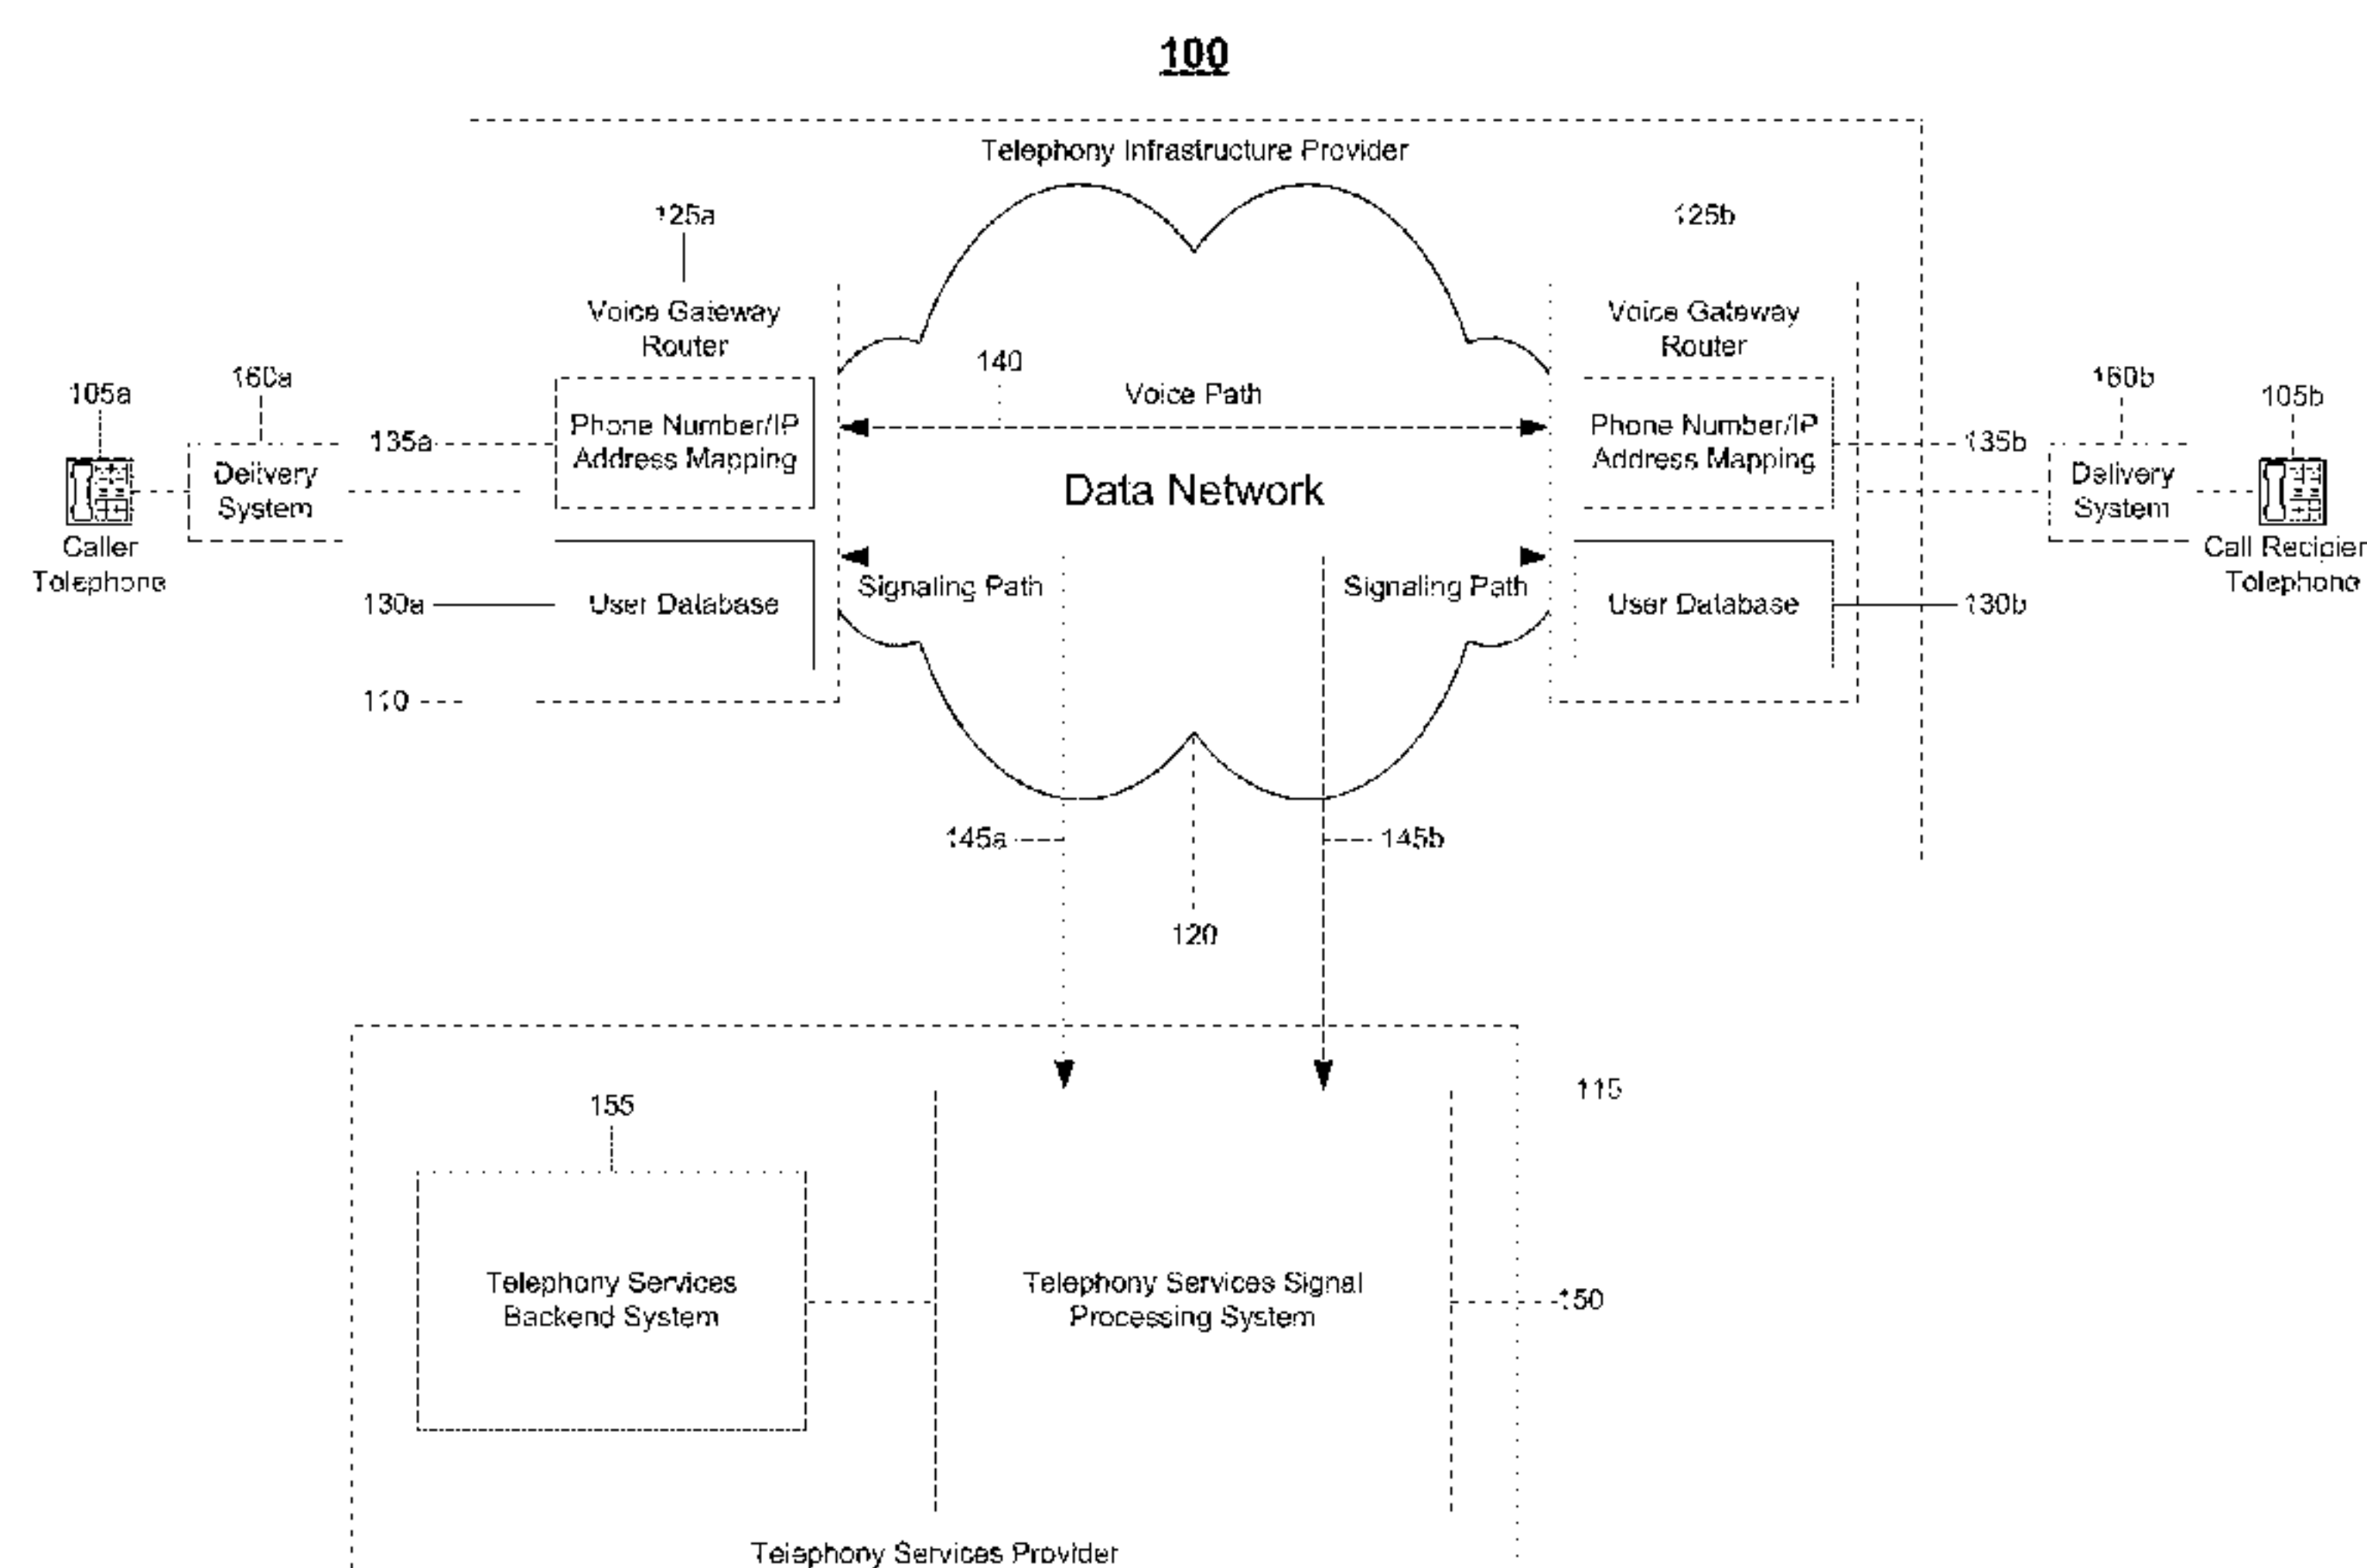 100
Telephony Infrastructure Provider
125a
125b
Voice Gateway
Router
Voice Gateway
Router
140
Voice Path
105a
160a
135a
Phone Number/IP
Address Mapping
Phone Number/IP
Address Mapping
135b
160b
105b
Delivery
System
Data Network
Delivery
System
Caller
Telephone
Call Recipien
Telephone
130a
User Database
Signaling Path
Signaling Path
User Database
130b
110
145a
145b
120
115
155
Telephony Services
Backend System
Telephony Services Signal
Processing System
150
Telephony Services Provider